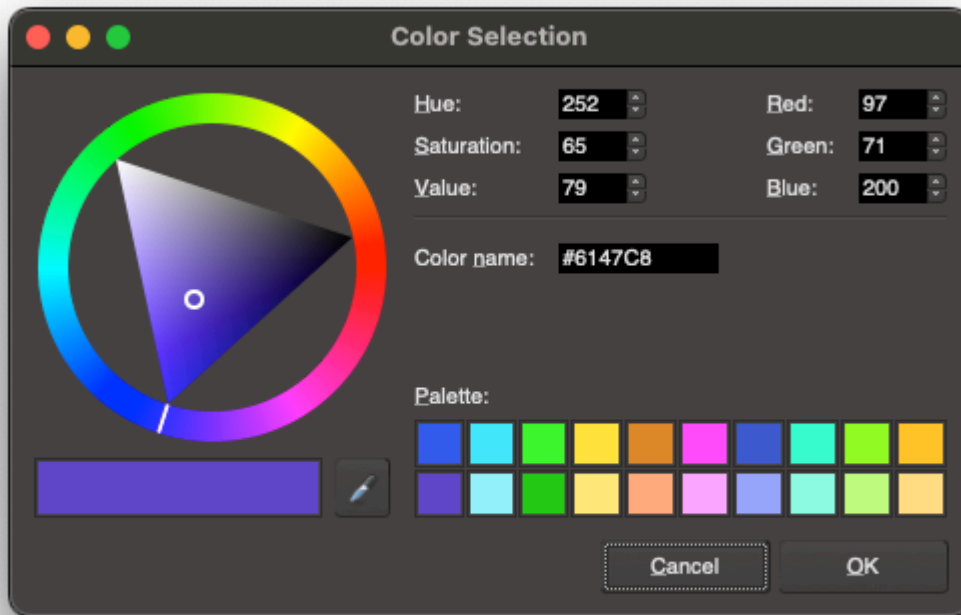 Color Selection
Hue: 252 Red: 97
Saturation: 65 Green: 71
Value: 79 Blue: 200
Color name: #6147C8
Palette:
Cancel OK